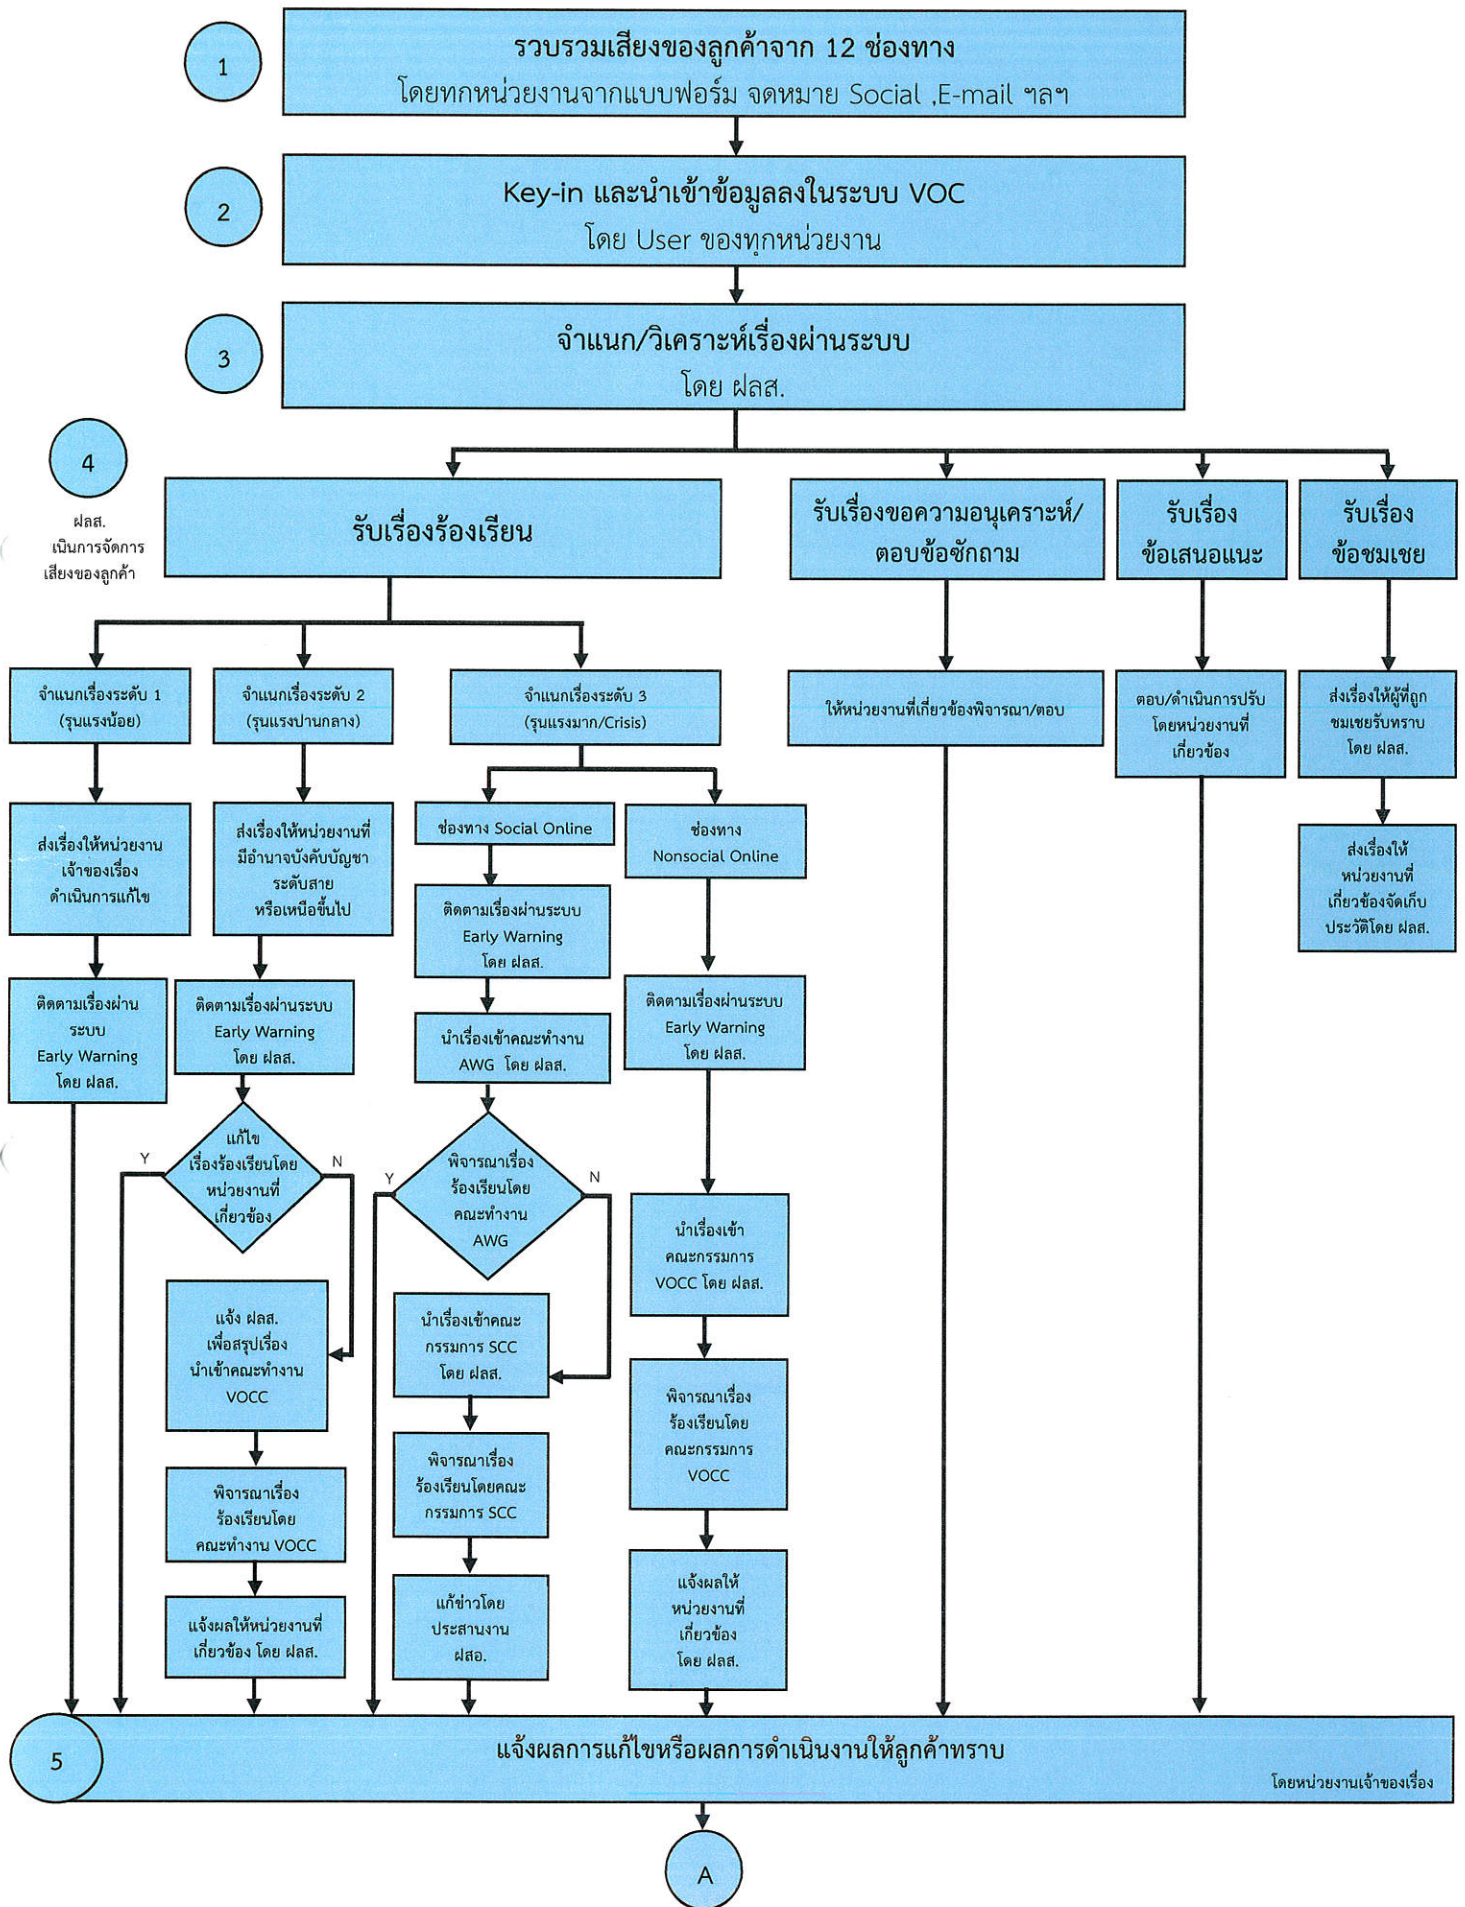 1
รวบรวมเสียงของลูกค้าจาก 12 ช่องทาง
โดยทกหน่วยงานจากแบบฟอร์ม จดหมาย Social ,E-mail ฯลฯ
2
Key-in และนำเข้าข้อมูลลงในระบบ VOC
โดย User ของทุกหน่วยงาน
3
จำแนก/วิเคราะห์เรื่องผ่านระบบ
โดย ฝลส.
4
ฝลส.
เนินการจัดการ
เสียงของลูกค้า
รับเรื่องร้องเรียน
รับเรื่องขอความอนุเคราะห์/
ตอบข้อซักถาม
รับเรื่อง
ข้อเสนอแนะ
รับเรื่อง
ข้อชมเชย
จำแนกเรื่องระดับ 1
(รุนแรงน้อย)
จำแนกเรื่องระดับ 2
(รุนแรงปานกลาง)
จำแนกเรื่องระดับ 3
(รุนแรงมาก/Crisis)
ให้หน่วยงานที่เกี่ยวข้องพิจารณา/ตอบ
ตอบ/ดำเนินการปรับ
โดยหน่วยงานที่
เกี่ยวข้อง
ส่งเรื่องให้ผู้ที่ถูก
ชมเชยรับทราบ
โดย ฝลส.
ส่งเรื่องให้หน่วยงาน
เจ้าของเรื่อง
ดำเนินการแก้ไข
ส่งเรื่องให้หน่วยงานที่
มีอำนาจบังคับบัญชา
ระดับสาย
หรือเหนือขึ้นไป
ช่องทาง Social Online
ช่องทาง
Nonsocial Online
ส่งเรื่องให้
หน่วยงานที่
เกี่ยวข้องจัดเก็บ
ประวัติโดย ฝลส.
ติดตามเรื่องผ่านระบบ
Early Warning
โดย ฝลส.
ติดตามเรื่องผ่าน
ระบบ
Early Warning
โดย ฝลส.
ติดตามเรื่องผ่านระบบ
Early Warning
โดย ฝลส.
นำเรื่องเข้าคณะทำงาน
AWG โดย ฝลส.
ติดตามเรื่องผ่านระบบ
Early Warning
โดย ฝลส.
Y
แก้ไข
เรื่องร้องเรียนโดย
หน่วยงานที่
เกี่ยวข้อง
N
Y
พิจารณาเรื่อง
ร้องเรียนโดย
คณะทำงาน
AWG
N
นำเรื่องเข้า
คณะกรรมการ
VOCC โดย ฝลส.
แจ้ง ฝลส.
เพื่อสรุปเรื่อง
นำเข้าคณะทำงาน
VOCC
นำเรื่องเข้าคณะ
กรรมการ SCC
โดย ฝลส.
พิจารณาเรื่อง
ร้องเรียนโดย
คณะกรรมการ
VOCC
พิจารณาเรื่อง
ร้องเรียนโดย
คณะทำงาน VOCC
พิจารณาเรื่อง
ร้องเรียนโดยคณะ
กรรมการ SCC
แจ้งผลให้หน่วยงานที่
เกี่ยวข้อง โดย ฝลส.
แก้ข่าวโดย
ประสานงาน
ฝสอ.
แจ้งผลให้
หน่วยงานที่
เกี่ยวข้อง
โดย ฝลส.
5
แจ้งผลการแก้ไขหรือผลการดำเนินงานให้ลูกค้าทราบ
โดยหน่วยงานเจ้าของเรื่อง
A